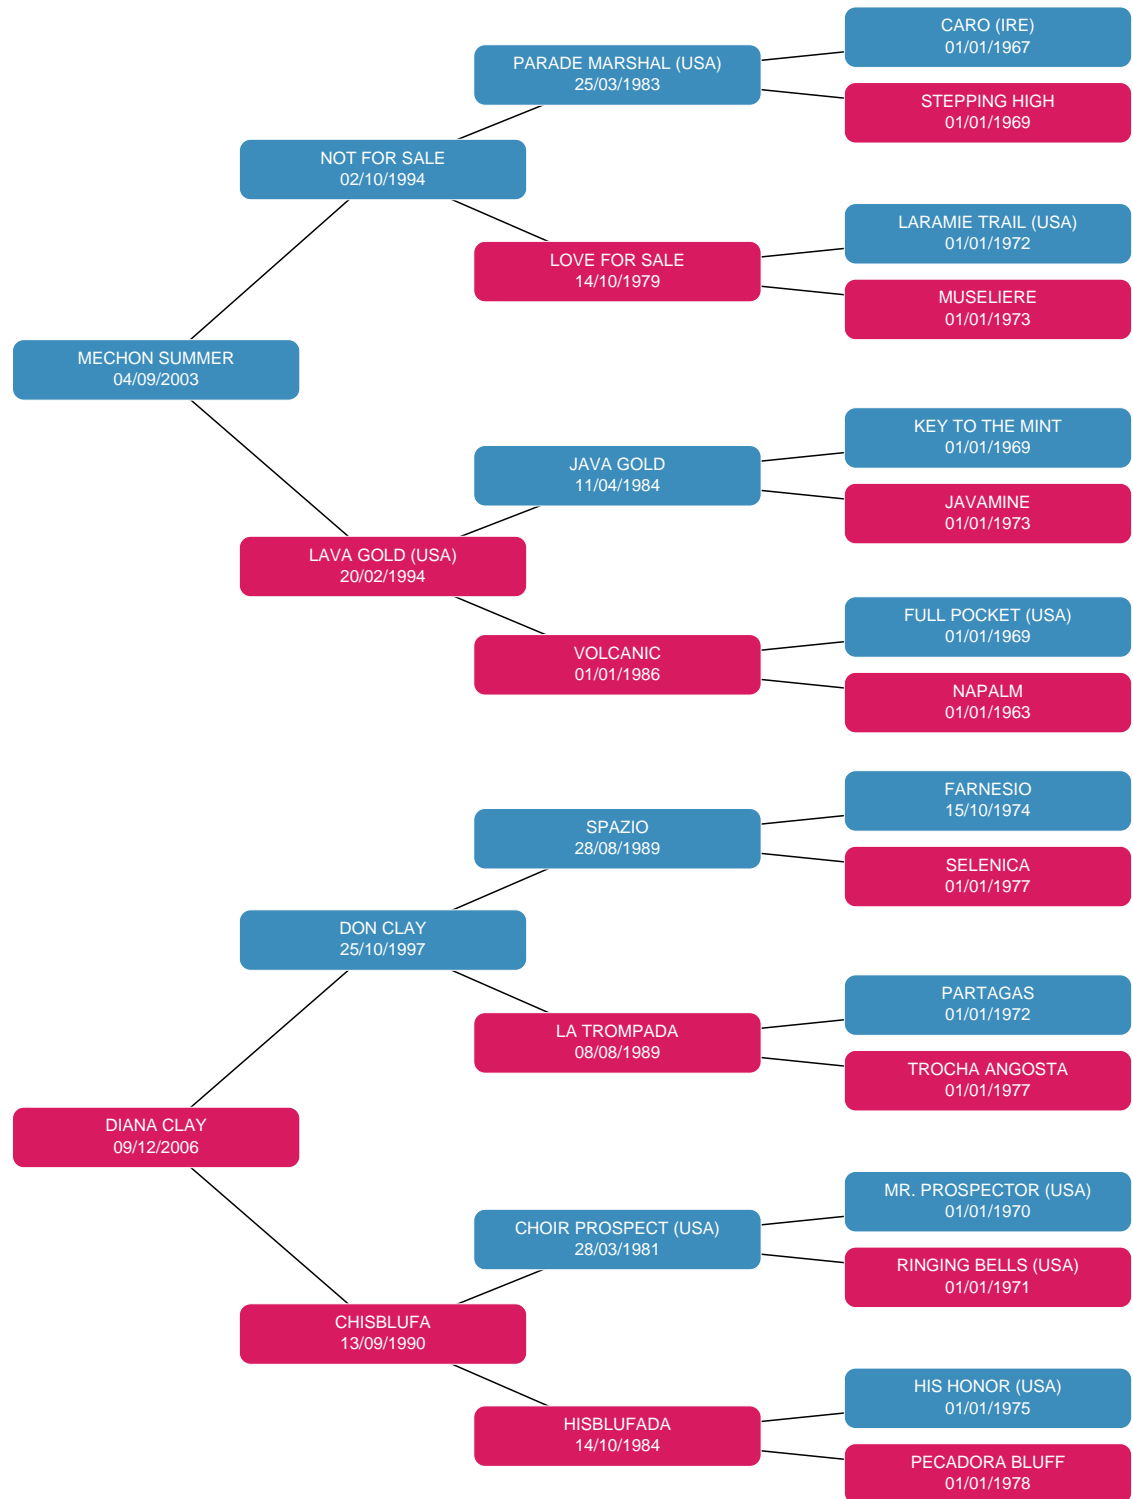 CARO (IRE)
01/01/1967
PARADE MARSHAL (USA)
25/03/1983
STEPPING HIGH
01/01/1969
NOT FOR SALE
02/10/1994
LARAMIE TRAIL (USA)
01/01/1972
LOVE FOR SALE
14/10/1979
MUSELIERE
01/01/1973
MECHON SUMMER
04/09/2003
KEY TO THE MINT
01/01/1969
JAVA GOLD
11/04/1984
JAVAMINE
01/01/1973
LAVA GOLD (USA)
20/02/1994
FULL POCKET (USA)
01/01/1969
VOLCANIC
01/01/1986
NAPALM
01/01/1963
FARNESIO
15/10/1974
SPAZIO
28/08/1989
SELENICA
01/01/1977
DON CLAY
25/10/1997
PARTAGAS
01/01/1972
LA TROMPADA
08/08/1989
TROCHA ANGOSTA
01/01/1977
DIANA CLAY
09/12/2006
MR. PROSPECTOR (USA)
01/01/1970
CHOIR PROSPECT (USA)
28/03/1981
RINGING BELLS (USA)
01/01/1971
CHISBLUFA
13/09/1990
HIS HONOR (USA)
01/01/1975
HISBLUFADA
14/10/1984
PECADORA BLUFF
01/01/1978